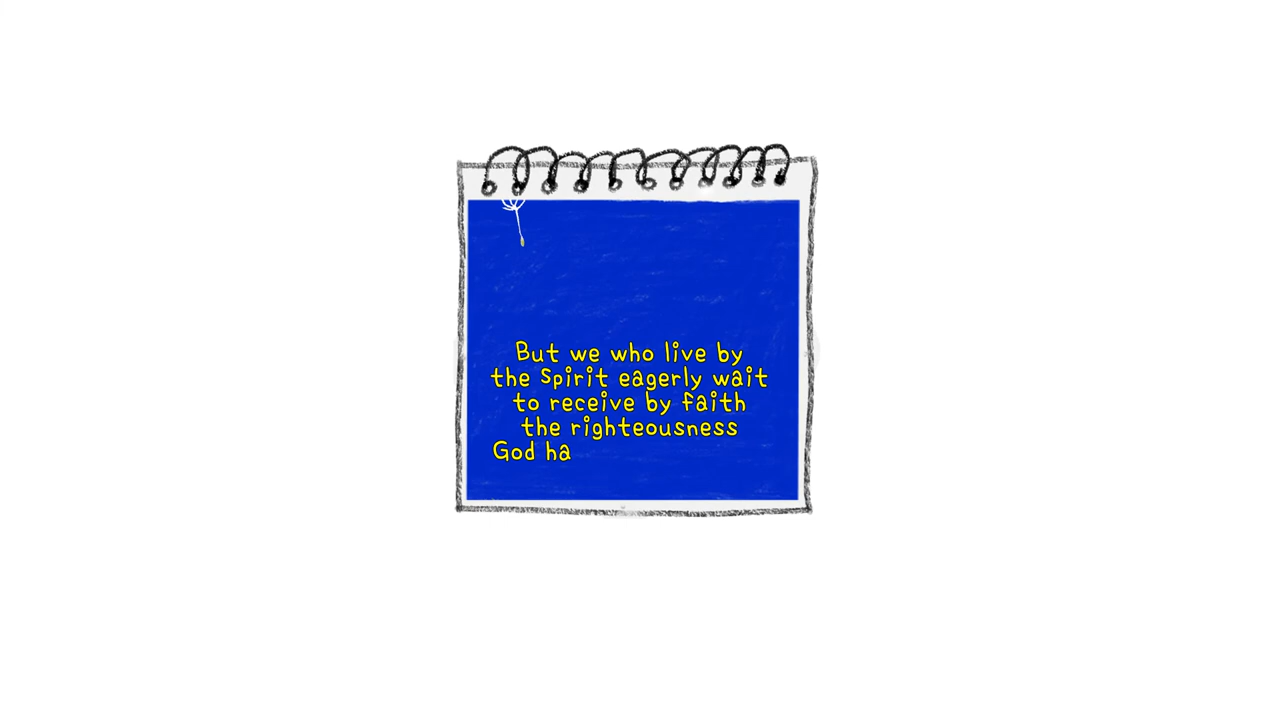 But we who live by
the Spirit eagerly wait
to receive by faith
the righteousness
God ha